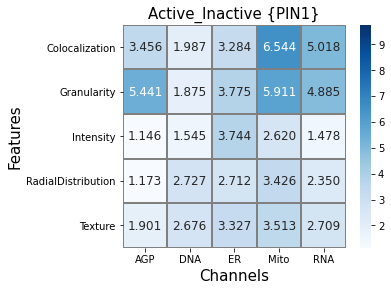 Active_Inactive {PIN1}
Features
Colocalization 3.456 1.987 3.284 6.544 5.018
Granularity 5.441 1.875 3.775 5.911 4.885
Intensity 1.146 1.545 3.744 2.620 1.478
RadialDistribution 1.173 2.727 2.712 3.426 2.350
Texture 1.901 2.676 3.327 3.513 2.709
AGP DNA ER Mito RNA
Channels
9
8
7
6
5
4
3
2